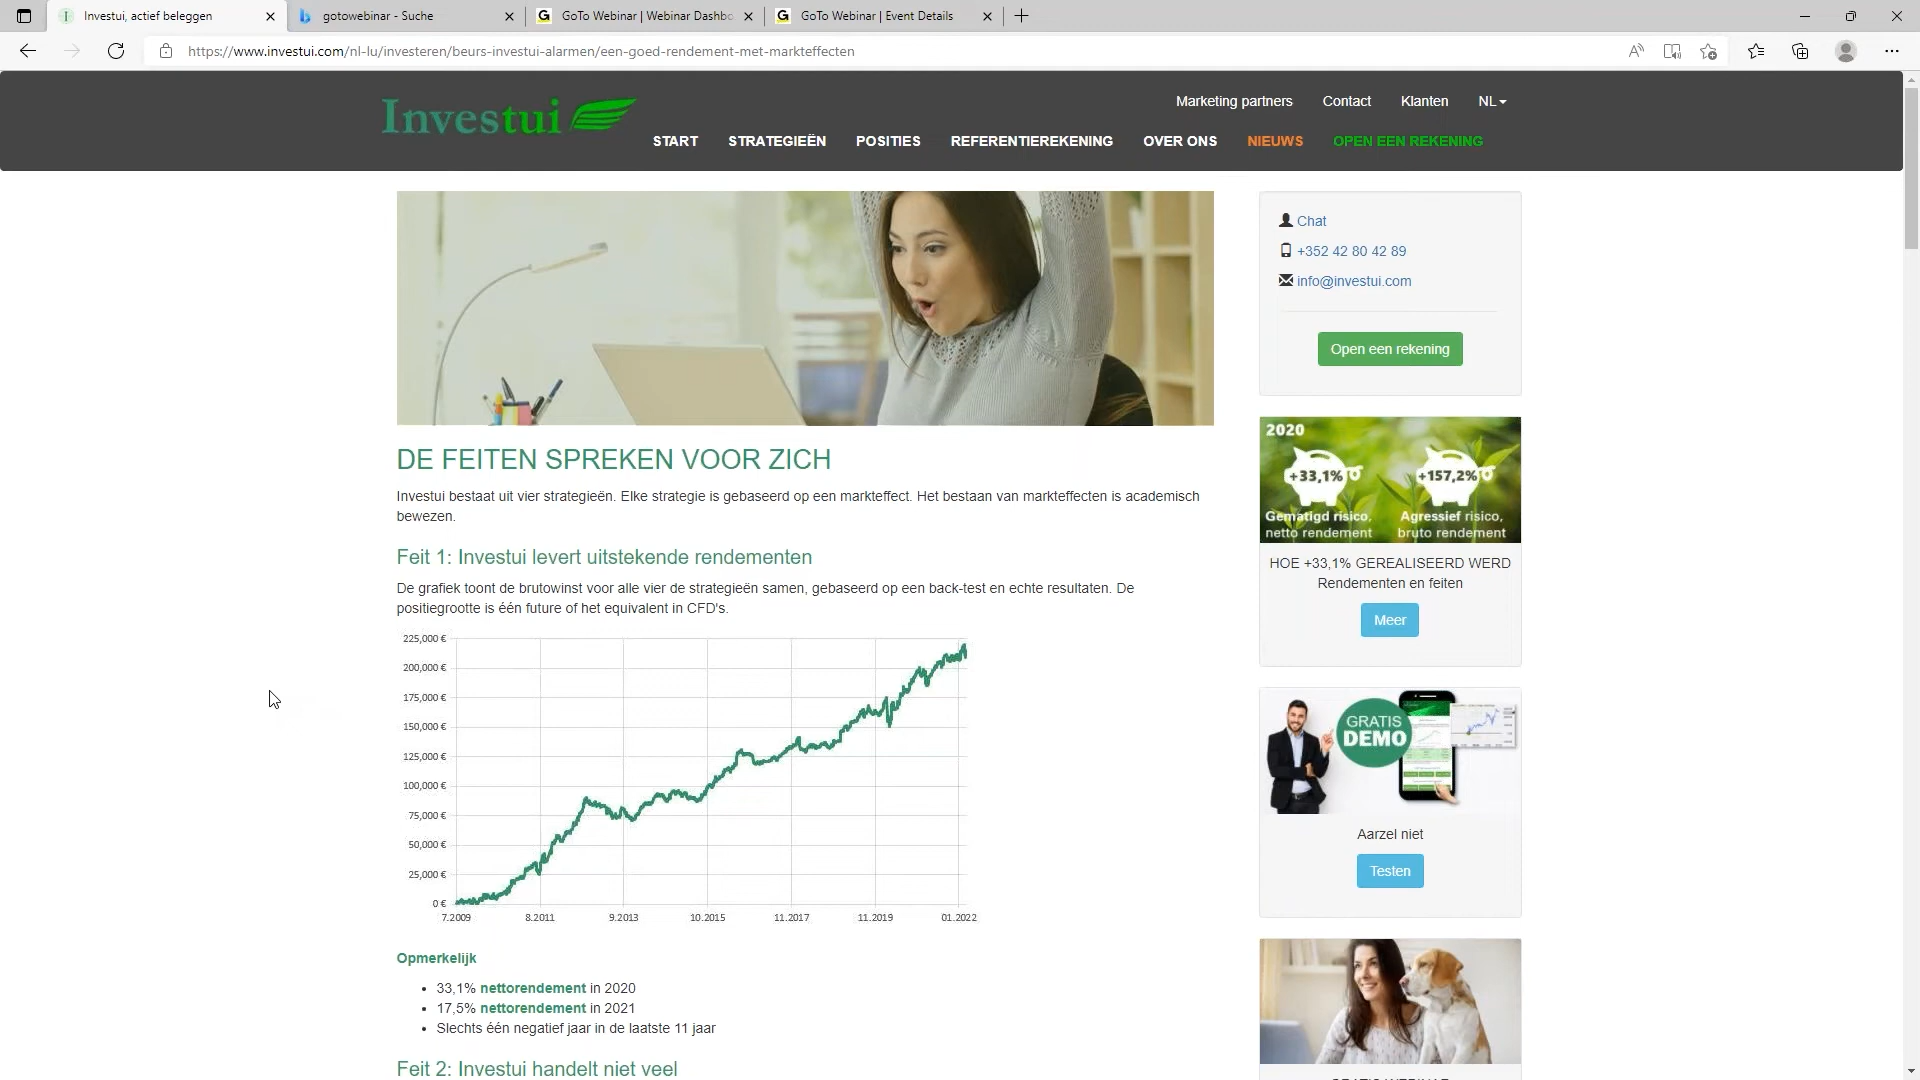 Investui, actief beleggen
gotowebinar - Suche
GoTo Webinar | Webinar Dashbo
GoTo Webinar | Event Details
https://www.investui.com/nl-lu/investeren/beurs-investui-alarmen/een-goed-rendement-met-markteffecten
Investui
Marketing partners Contact Klanten NL
START STRATEGIEËN POSITIES REFERENTIEREKENING OVER ONS NIEUWS OPEN EEN REKENING
Chat
+352 42 80 42 89
info@investui.com
Open een rekening
DE FEITEN SPREKEN VOOR ZICH
Investui bestaat uit vier strategieën. Elke strategie is gebaseerd op een markteffect. Het bestaan van markteffecten is academisch
bewezen.
Feit 1: Investui levert uitstekende rendementen
De grafiek toont de brutowinst voor alle vier de strategieën samen, gebaseerd op een back-test en echte resultaten. De
positiegrootte is één future of het equivalent in CFD's.
225,000 €
200,000 €
175,000 €
150,000 €
125,000 €
100,000 €
75,000 €
50,000 €
25,000 €
0 €
7.2009 8.2011 9.2013 10.2015 11.2017 11.2019 01.2022
Opmerkelijk
• 33,1% nettorendement in 2020
• 17,5% nettorendement in 2021
• Slechts één negatief jaar in de laatste 11 jaar
Feit 2: Investui handelt niet veel
2020
+33,1% +157,2%
Gematigd risico, Agressief risico,
netto rendement bruto rendement
HOE +33,1% GEREALISEERD WERD
Rendementen en feiten
Meer
GRATIS
DEMO
Aarzel niet
Testen